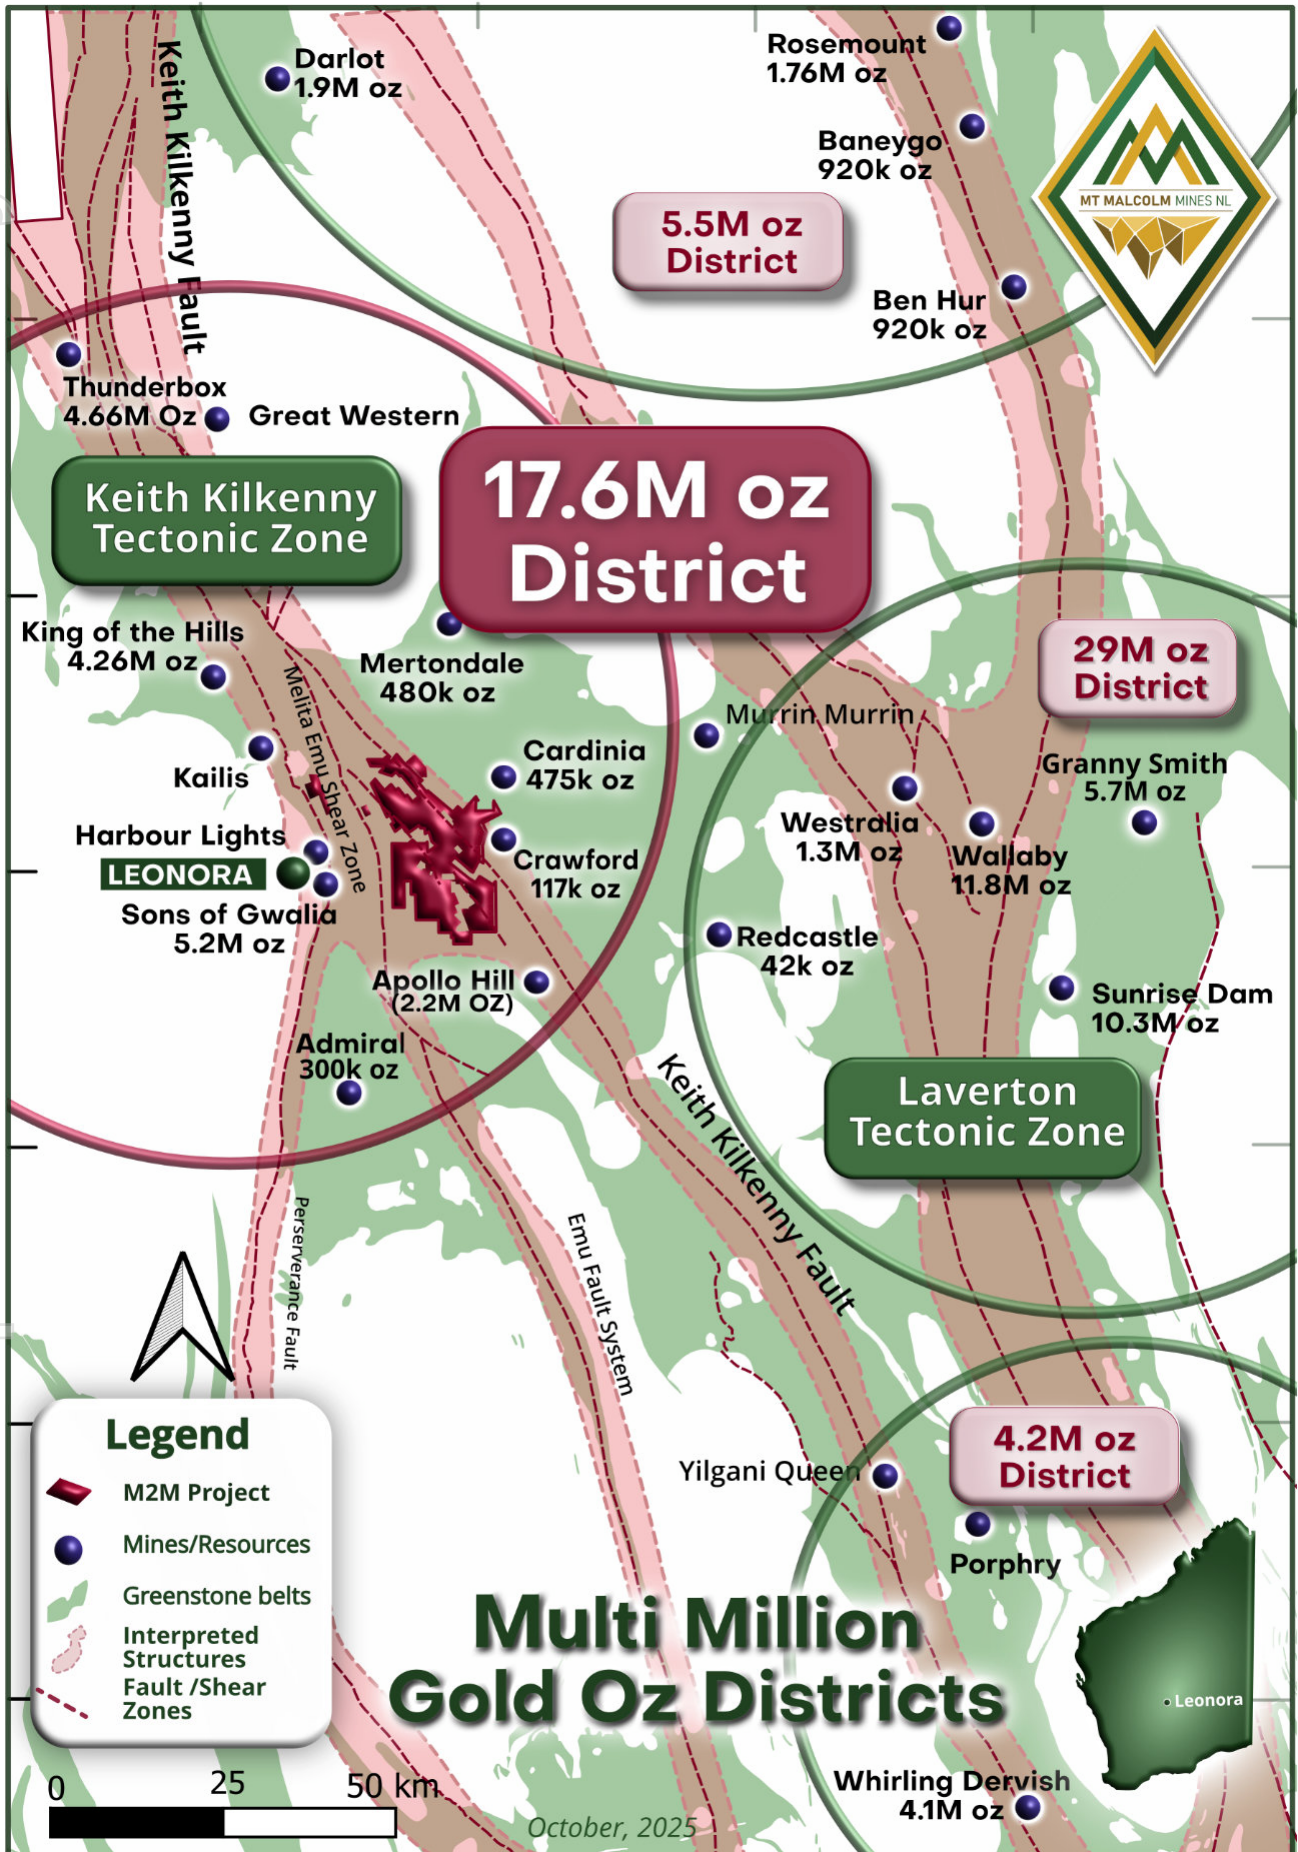 Keith Kilkenny Fault
Darlot
1.9M oz
Rosemount
1.76M oz
Baneygo
920k oz
MT MALCOLM MINES NL
5.5M oz
District
Ben Hur
920k oz
Thunderbox
4.66M Oz
Great Western
Keith Kilkenny
Tectonic Zone
17.6M oz
District
King of the Hills
4.26M oz
Mertondale
480k oz
Melita Emu Shear Zone
29M oz
District
Murrin Murrin
Kailis
Cardinia
475k oz
Granny Smith
5.7M oz
Westralia
1.3M oz
Wallaby
11.8M oz
Harbour Lights
LEONORA
Sons of Gwalia
5.2M oz
Crawford
117k oz
Redcastle
42k oz
Apollo Hill
(2.2M OZ)
Sunrise Dam
10.3M oz
Admiral
300k oz
Keith Kilkenny Fault
Laverton
Tectonic Zone
Perserverance Fault
Emu Fault System
4.2M oz
District
Yilgani Queen
Porphry
Legend
M2M Project
Mines/Resources
Greenstone belts
Interpreted
Structures
Fault /Shear
Zones
Multi Million
Gold Oz Districts
Leonora
0 25 50 km
Whirling Dervish
4.1M oz
October, 2025